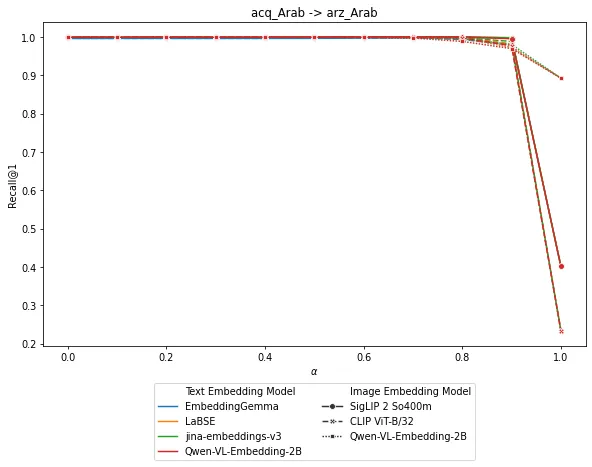 acq_Arab -> arz_Arab
1.0
0.9
0.8
0.7
0.6
0.5
0.4
0.3
0.2
Recall@1
0.0 0.2 0.4 0.6 0.8 1.0
α
Text Embedding Model Image Embedding Model
EmbeddingGemma SigLIP 2 So400m
LaBSE CLIP ViT-B/32
jina-embeddings-v3 Qwen-VL-Embedding-2B
Qwen-VL-Embedding-2B